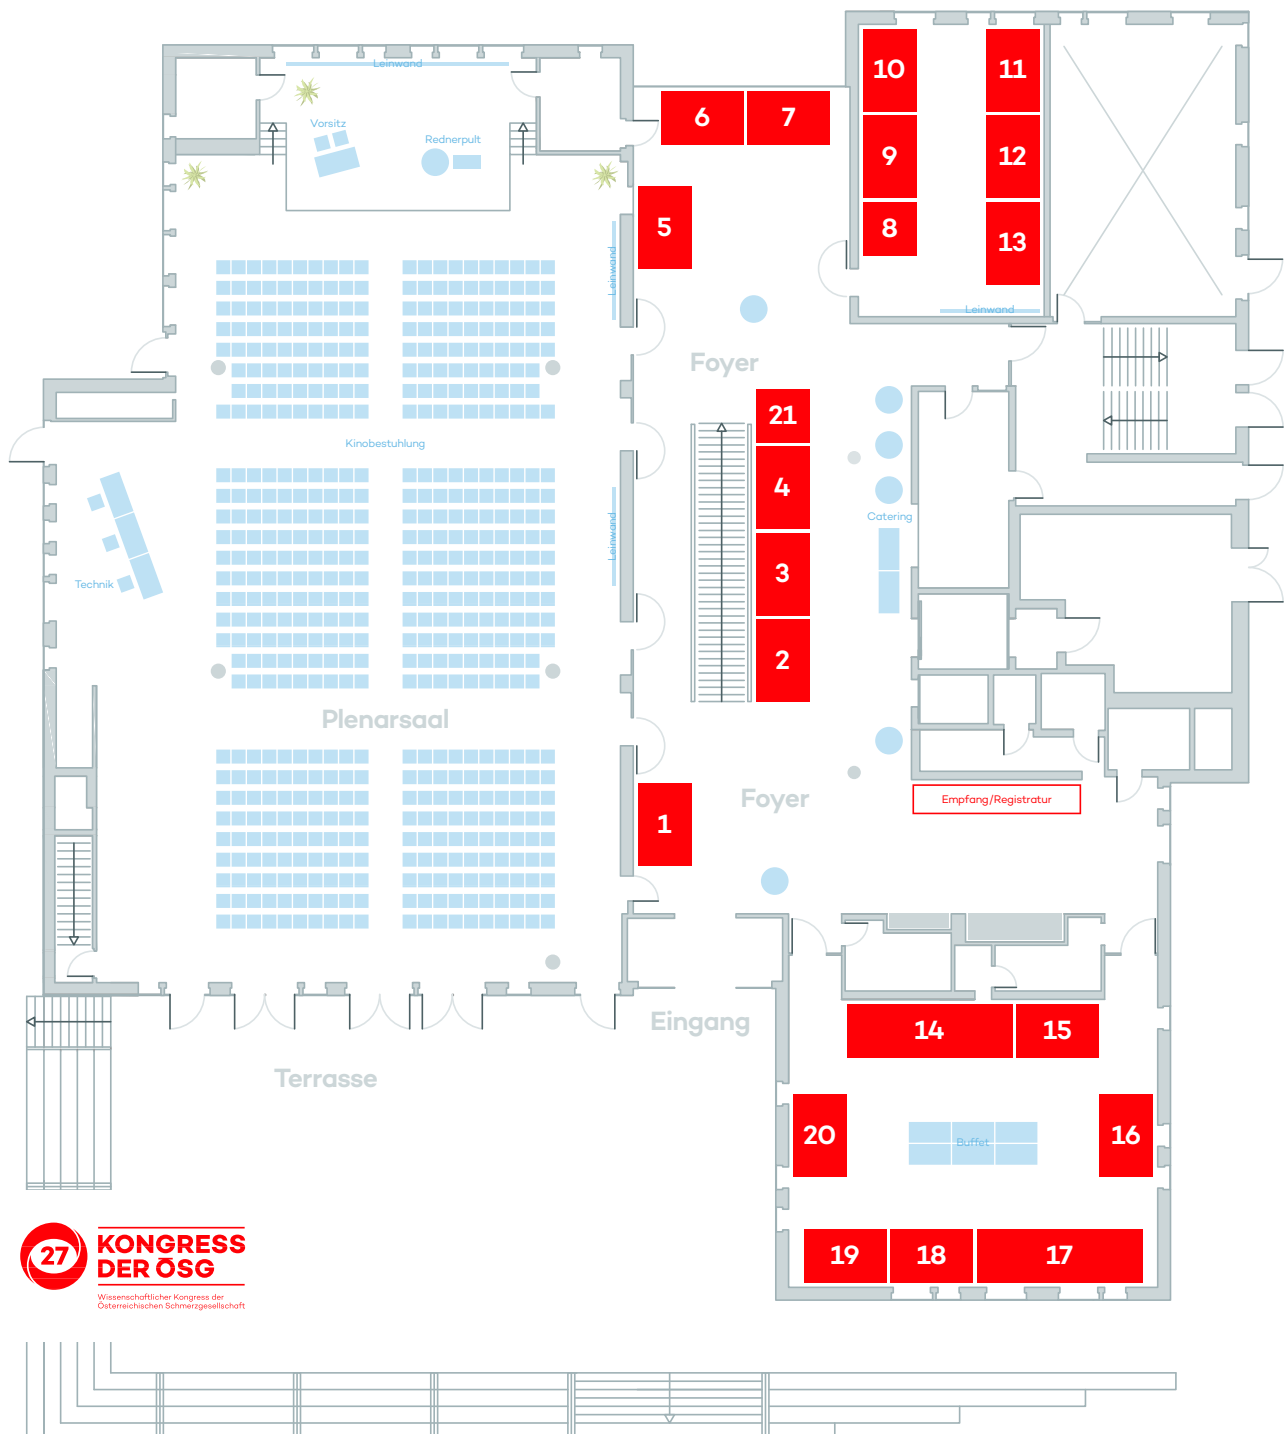 Leinwand
Vorsitz
Rednerpult
6
7
10
11
9
12
8
13
5
Leinwand
Leinwand
Foyer
21
Kinobestuhlung
4
Catering
Leinwand
3
Technik
2
Plenarsaal
Foyer
Empfang/Registratur
1
Eingang
14
15
Terrasse
20
Buffet
16
19
18
17
27
KONGRESS
DER ŌSG
Wissenschaftlicher Kongress der
Österreichischen Schmerzgesellschaft